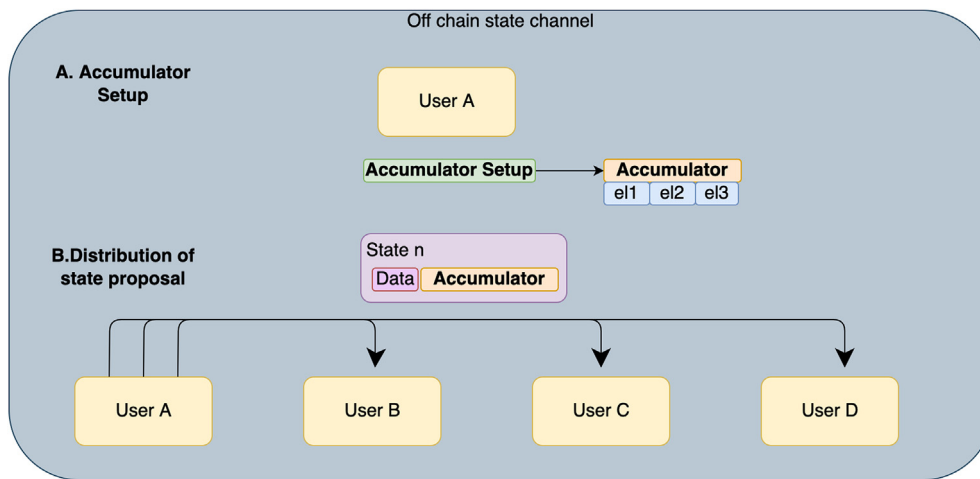 Off chain state channel
A. Accumulator
Setup
User A
Accumulator Setup
Accumulator
el1 el2 el3
B.Distribution of
state proposal
State n
Data Accumulator
User A
User B
User C
User D